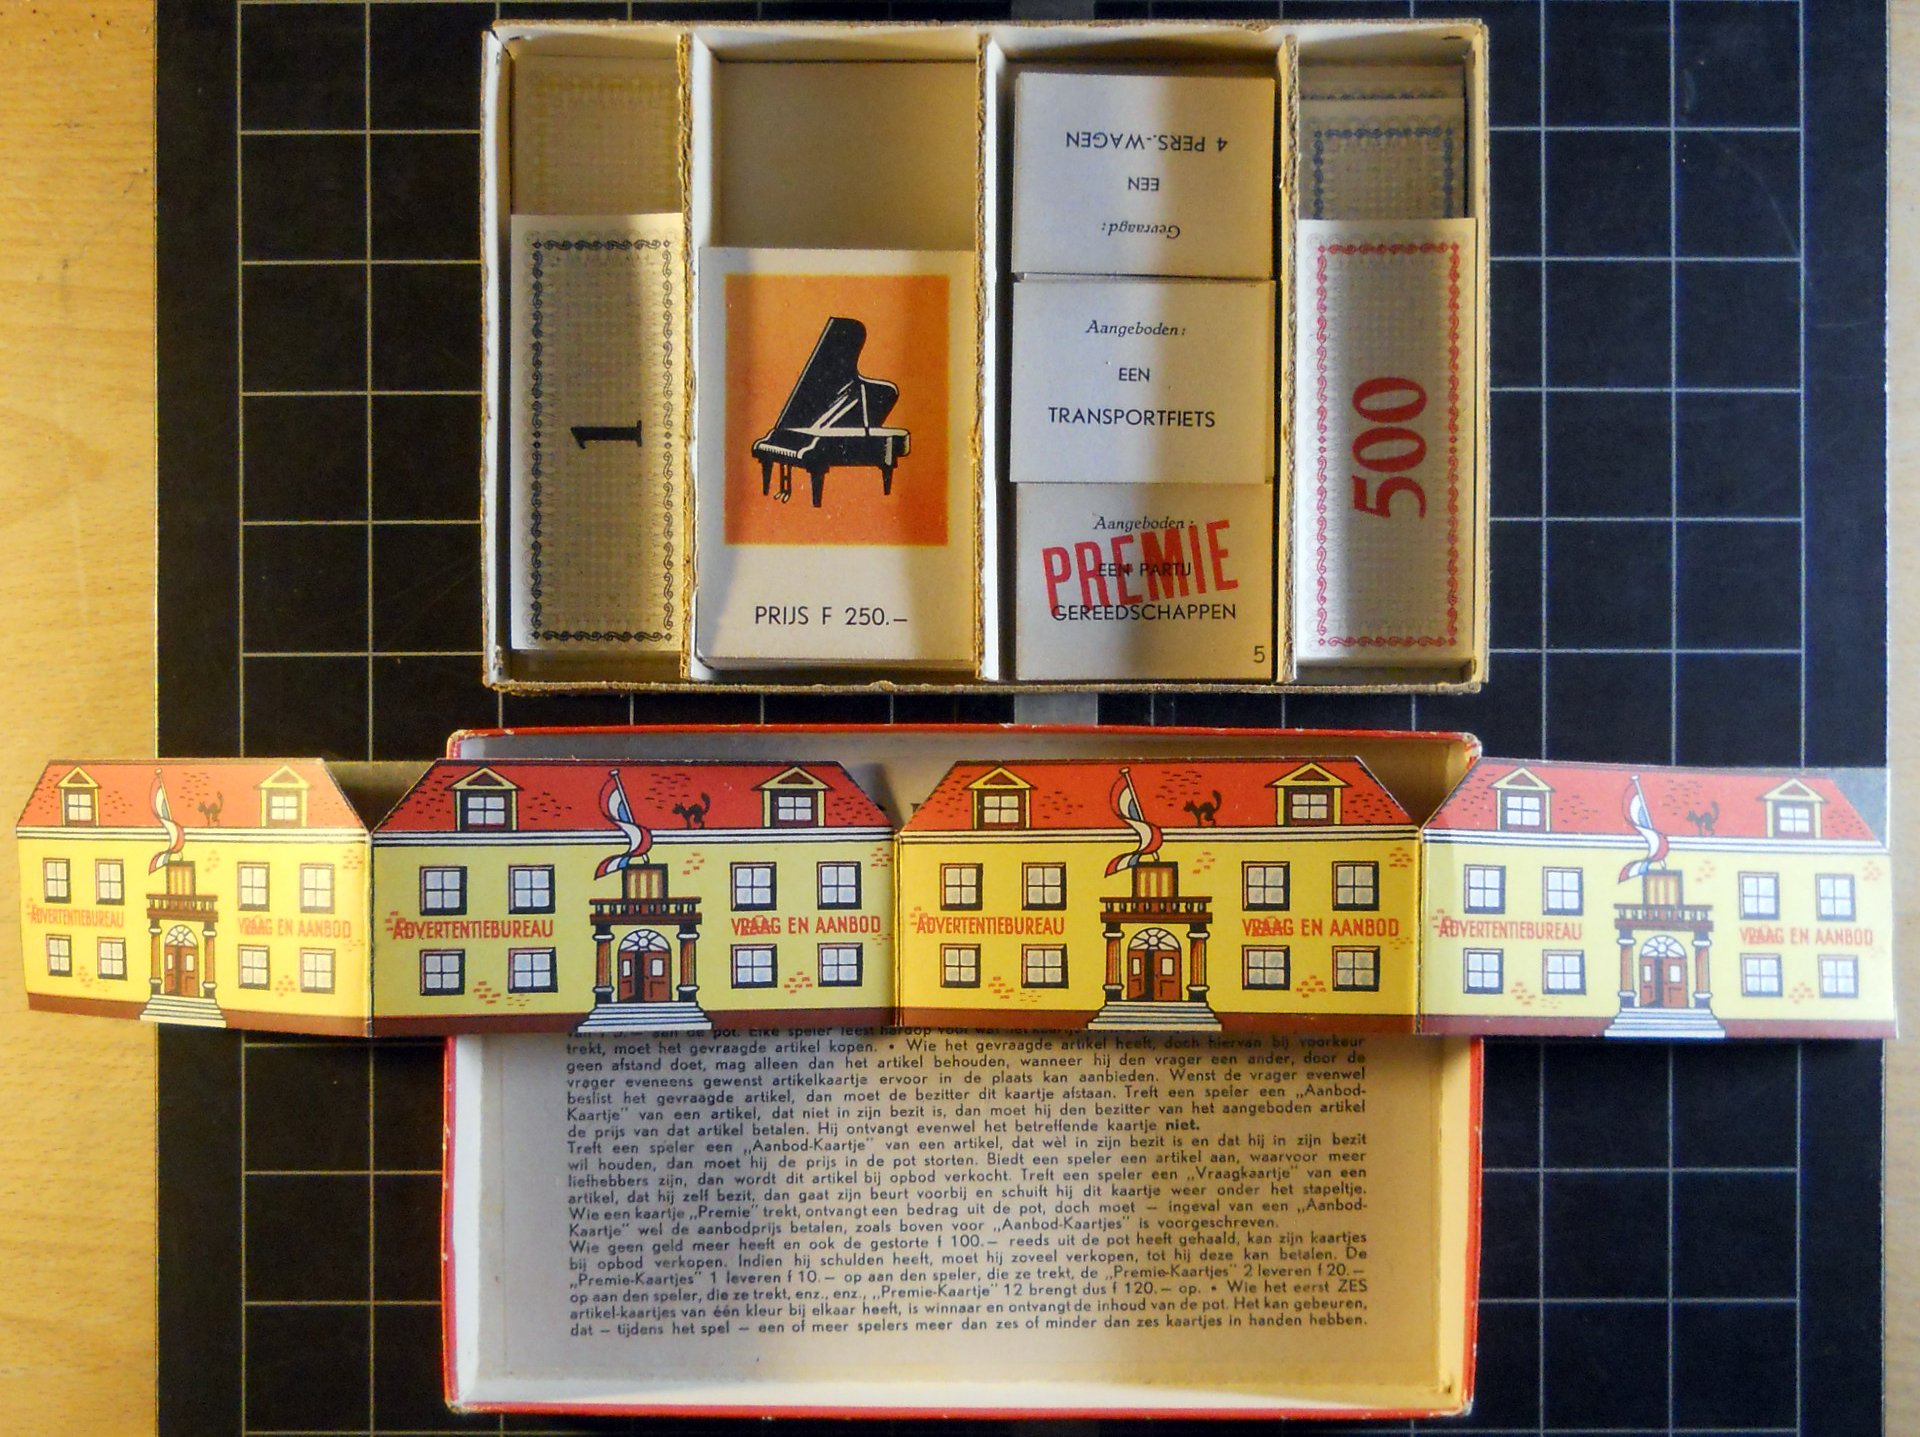 1
PRIJS F 250.–
4 PERS.-WAGEN
EEN
Gevraagd:
Aangeboden:
EEN
TRANSPORTFIETS
Aangeboden:
PREMIE
EEN PARTIJ
GEREEDSCHAPPEN
5
500
ADVERTENTIEBUREAU VRAAG EN AANBOD
ADVERTENTIEBUREAU VRAAG EN AANBOD
ADVERTENTIEBUREAU VRAAG EN AANBOD
ADVERTENTIEBUREAU VRAAG EN AANBOD
pot. Elke speler leest hardop voor wat het
trekt, moet het gevraagde artikel kopen. • Wie het gevraagde artikel heeft, doch hiervan bij voorkeur
geen afstand doet, mag alleen dan het artikel behouden, wanneer hij den vrager een ander, door de
vrager eveneens gewenst artikelkaartje ervoor in de plaats kan aanbieden. Wenst de vrager evenwel
beslist het gevraagde artikel, dan moet de bezitter dit kaartje afstaan. Treft een speler een „Aanbod-
Kaartje" van een artikel, dat niet in zijn bezit is, dan moet hij den bezitter van het aangeboden artikel
de prijs van dat artikel betalen. Hij ontvangt evenwel het betreffende kaartje niet.
Treft een speler een „Aanbod-Kaartje" van een artikel, dat wèl in zijn bezit is en dat hij in zijn bezit
wil houden, dan moet hij de prijs in de pot storten. Biedt een speler een artikel aan, waarvoor meer
liefhebbers zijn, dan wordt dit artikel bij opbod verkocht. Treft een speler een „Vraagkaartje" van een
artikel, dat hij zelf bezit, dan gaat zijn beurt voorbij en schuift hij dit kaartje weer onder het stapeltje.
Wie een kaartje „Premie" trekt, ontvangt een bedrag uit de pot, doch moet — ingeval van een „Aanbod-
Kaartje" wel de aanbodprijs betalen, zoals boven voor „Aanbod-Kaartjes" is voorgeschreven.
Wie geen geld meer heeft en ook de gestorte f 100.— reeds uit de pot heeft gehaald, kan zijn kaartjes
bij opbod verkopen. Indien hij schulden heeft, moet hij zoveel verkopen, tot hij deze kan betalen. De
„Premie-Kaartjes" 1 leveren f 10.— op aan den speler, die ze trekt, de „Premie-Kaartjes" 2 leveren f 20.—
op aan den speler, die ze trekt, enz., enz., „Premie-Kaartje" 12 brengt dus f 120.— op. • Wie het eerst ZES
artikel-kaartjes van één kleur bij elkaar heeft, is winnaar en ontvangt de inhoud van de pot. Het kan gebeuren,
dat — tijdens het spel — een of meer spelers meer dan zes of minder dan zes kaartjes in handen hebben.